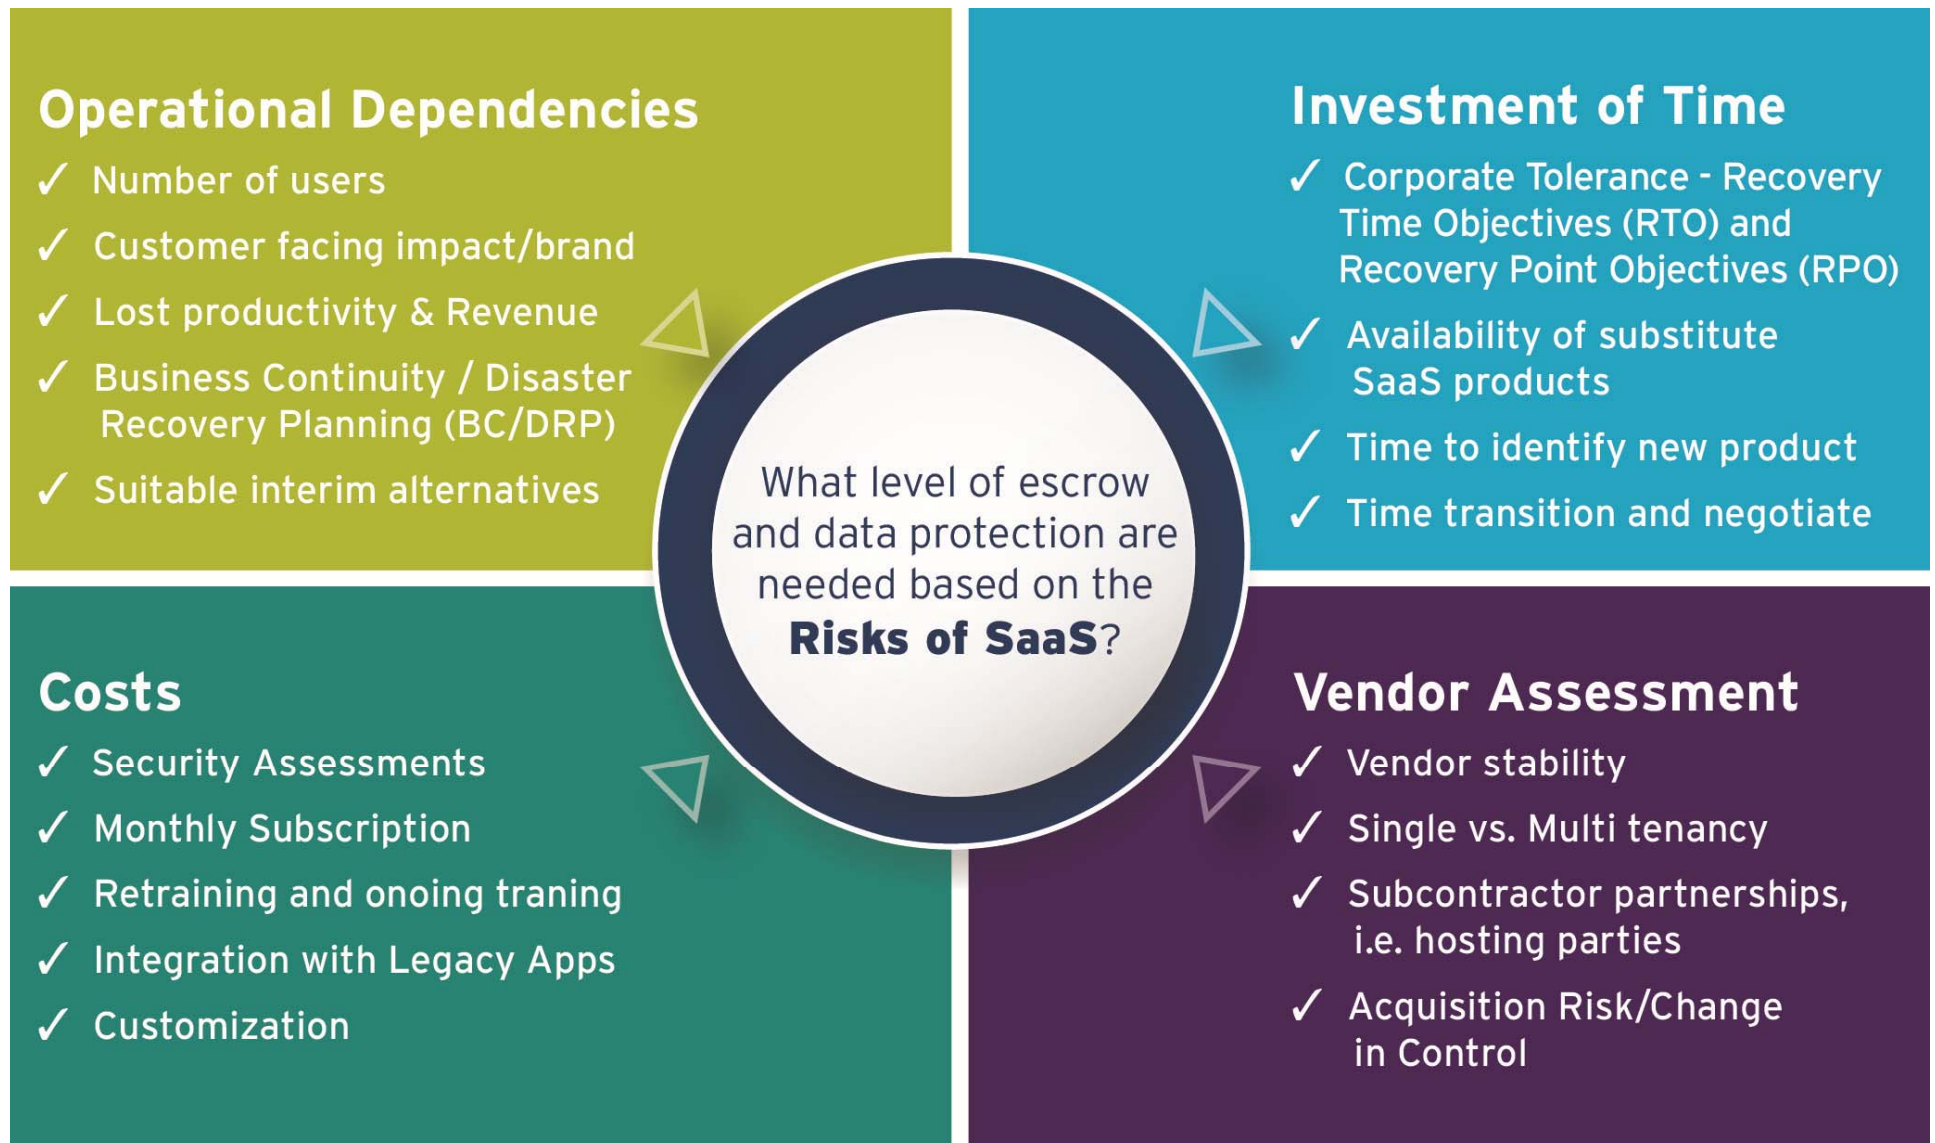 Operational Dependencies
✓ Number of users
✓ Customer facing impact/brand
✓ Lost productivity & Revenue
✓ Business Continuity / Disaster
Recovery Planning (BC/DRP)
✓ Suitable interim alternatives
Investment of Time
✓ Corporate Tolerance - Recovery
Time Objectives (RTO) and
Recovery Point Objectives (RPO)
✓ Availability of substitute
SaaS products
✓ Time to identify new product
✓ Time transition and negotiate
What level of escrow
and data protection are
needed based on the
Risks of SaaS?
Costs
✓ Security Assessments
✓ Monthly Subscription
✓ Retraining and onoing traning
✓ Integration with Legacy Apps
✓ Customization
Vendor Assessment
✓ Vendor stability
✓ Single vs. Multi tenancy
✓ Subcontractor partnerships,
i.e. hosting parties
✓ Acquisition Risk/Change
in Control